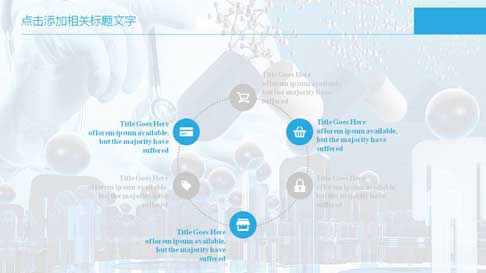 点击添加相关标题文字
Title Goes Here
of lorem ipsum available,
but the majority have
suffered
Title Goes Here
of lorem ipsum available,
but the majority have
suffered
Title Goes Here
of lorem ipsum available,
but the majority have
suffered
Title Goes Here
of lorem ipsum available,
but the majority have
suffered
Title Goes Here
of lorem ipsum available,
but the majority have
suffered
Title Goes Here
of lorem ipsum available,
but the majority have
suffered